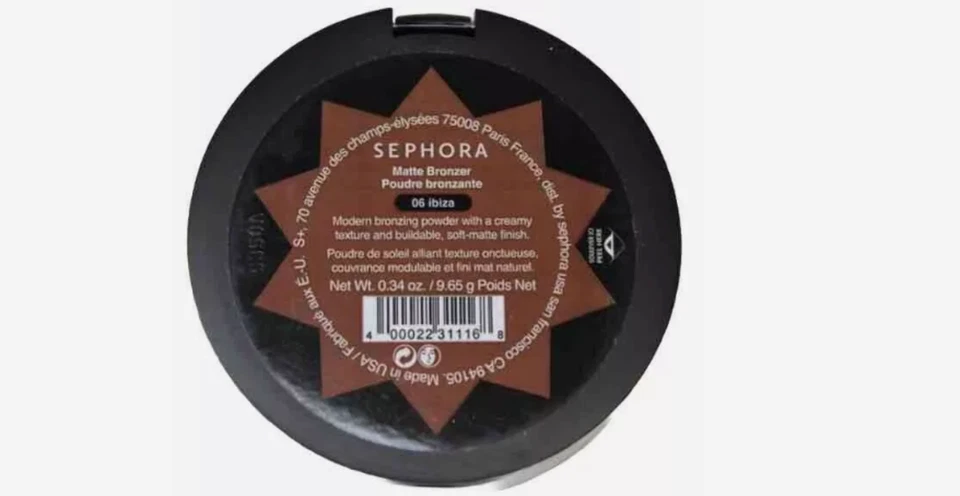 SEPHORA
Matte Bronzer
Poudre bronzante
06 ibiza
Modern bronzing powder with a creamy
texture and buildable, soft-matte finish.
Poudre de soleil alliant texture onctueuse,
couvrance modulable et fini mat naturel.
Net Wt. 0.34 oz. / 9.65 g Poids Net
4 00022 31116 8
S+, 70 avenue des champs-élysées 75008 Paris France, dist. by sephora usa san francisco CA 94105. Made in USA / Fabriqué aux É.-U.
PEEL HERE